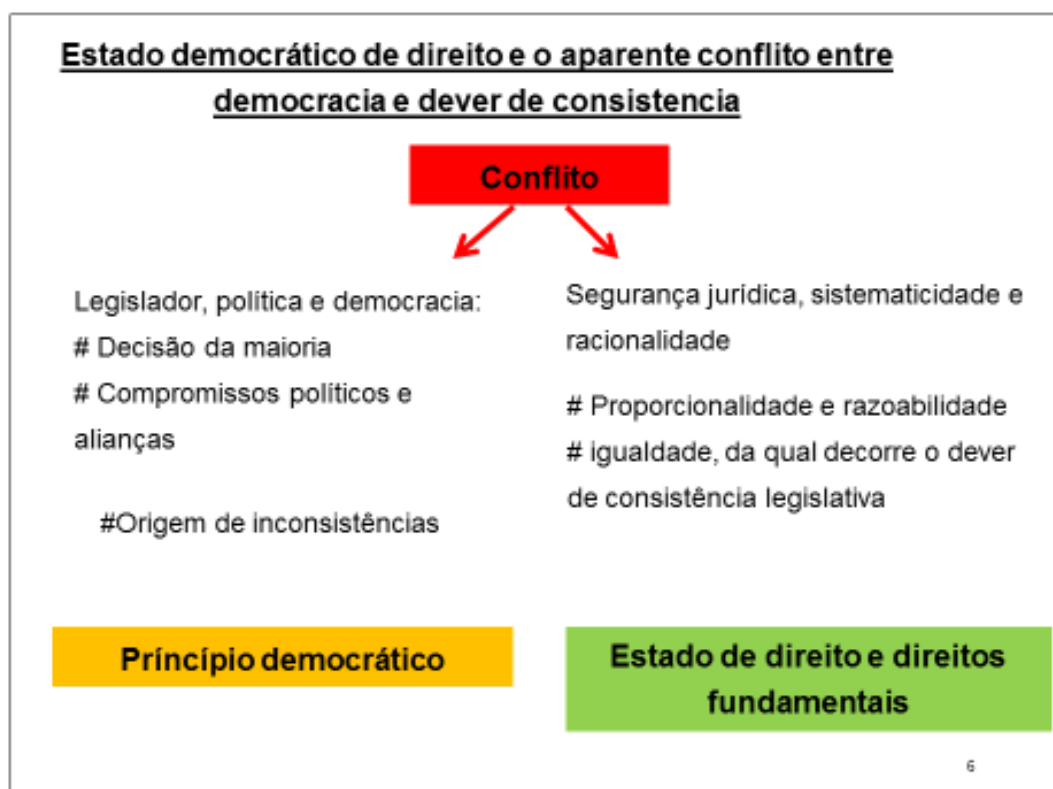 Estado democrático de direito e o aparente conflito entre
democracia e dever de consistencia
Conflito
Legislador, política e democracia:
# Decisão da maioria
# Compromissos políticos e
alianças
#Origem de inconsistências
Príncípio democrático
Segurança jurídica, sistematicidade e
racionalidade
# Proporcionalidade e razoabilidade
# igualdade, da qual decorre o dever
de consistência legislativa
Estado de direito e direitos
fundamentais
6